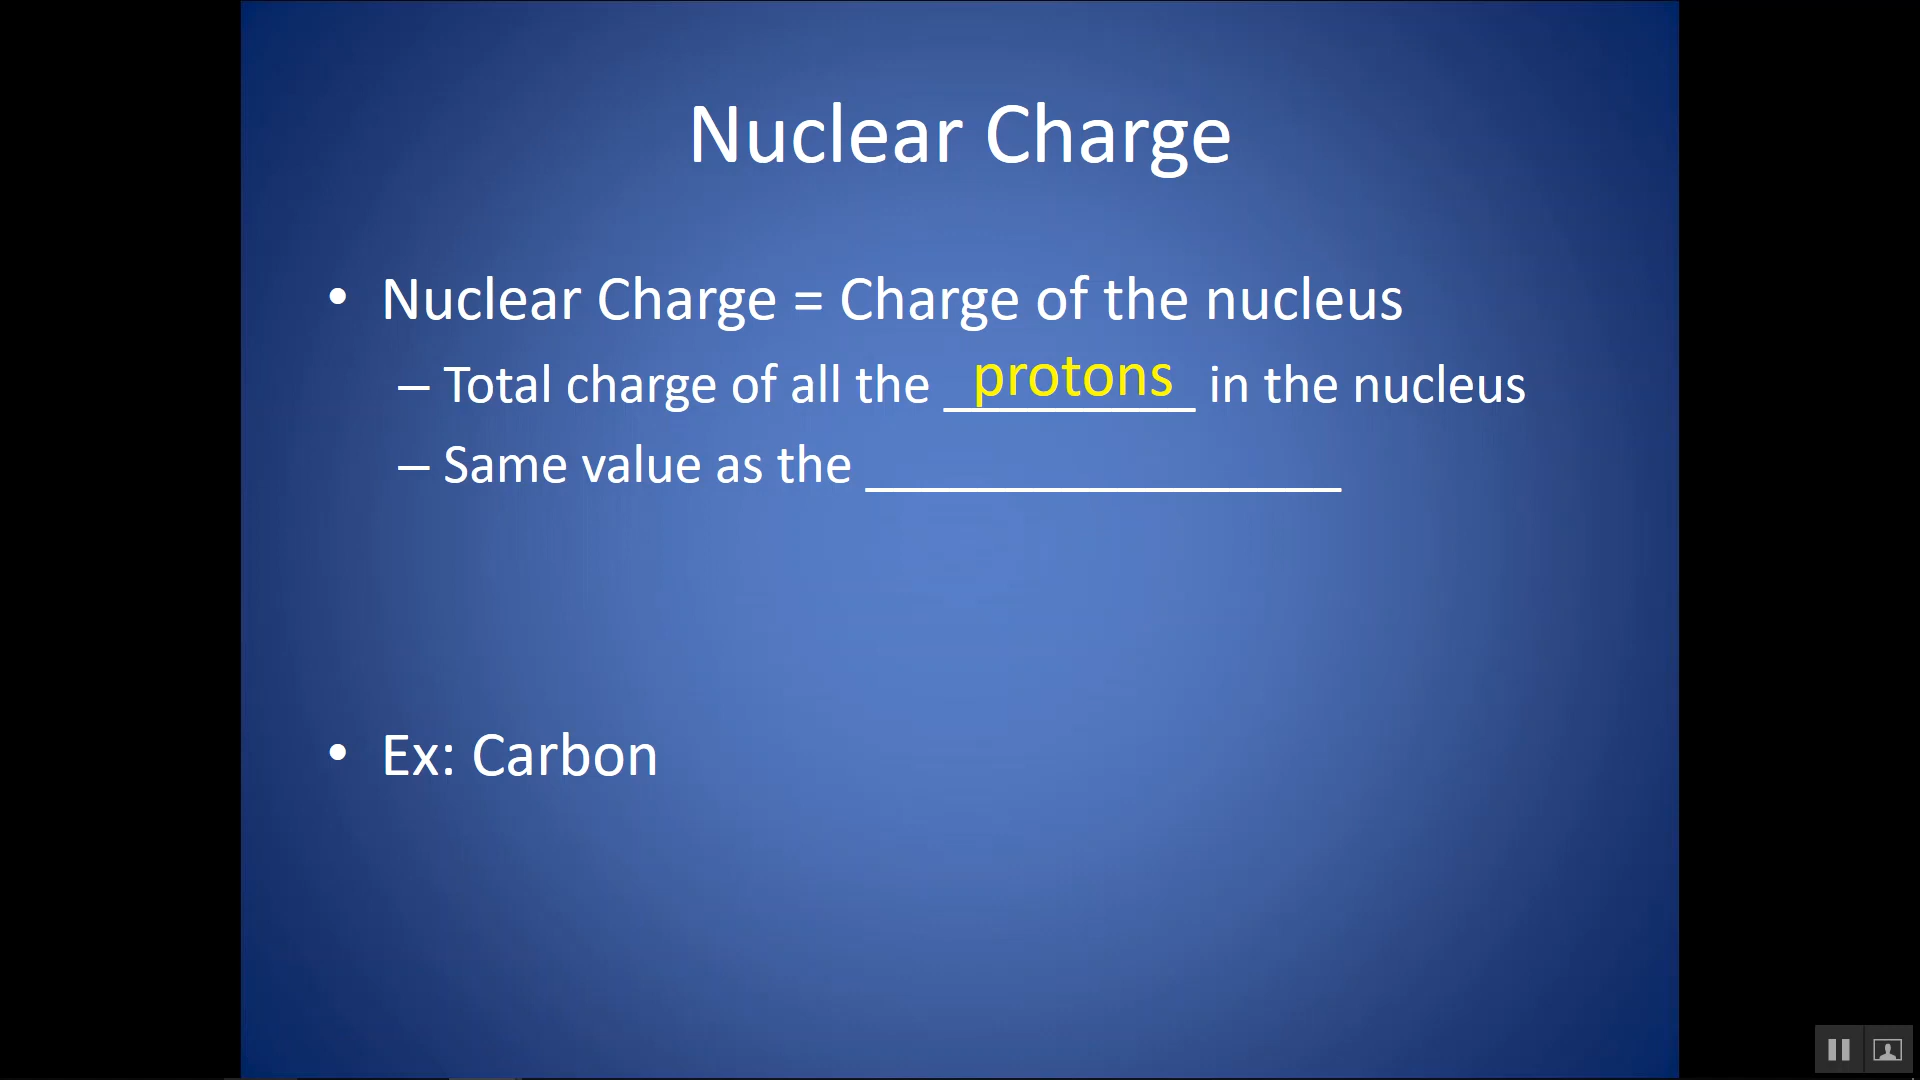 Nuclear Charge
• Nuclear Charge = Charge of the nucleus
– Total charge of all the protons in the nucleus
– Same value as the __________________
• Ex: Carbon